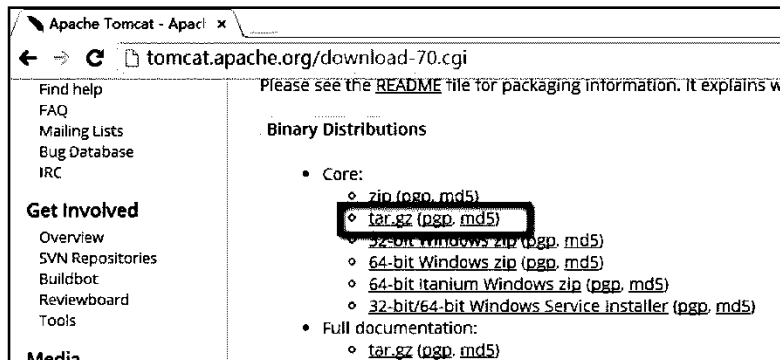 Apache Tomcat - Apacl ×
tomcat.apache.org/download-70.cgi
Find help
FAQ
Mailing Lists
Bug Database
IRC
Get Involved
Overview
SVN Repositories
Buildbot
Reviewboard
Tools
Media
Please see the README file for packaging information. It explains w
Binary Distributions
• Core:
◦ zip (pgp, md5)
◦ tar.gz (pgp, md5)
◦ 32-bit Windows zip (pgp, md5)
◦ 64-bit Windows zip (pgp, md5)
◦ 64-bit Itanium Windows zip (pgp, md5)
◦ 32-bit/64-bit Windows Service Installer (pgp, md5)
• Full documentation:
◦ tar.gz (pgp, md5)